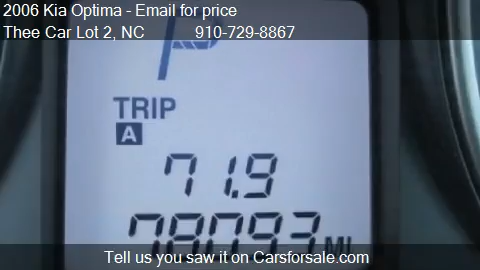 2006 Kia Optima - Email for price
Thee Car Lot 2, NC 910-729-8867
P
TRIP
A
71.9
78093 MI
Tell us you saw it on Carsforsale.com